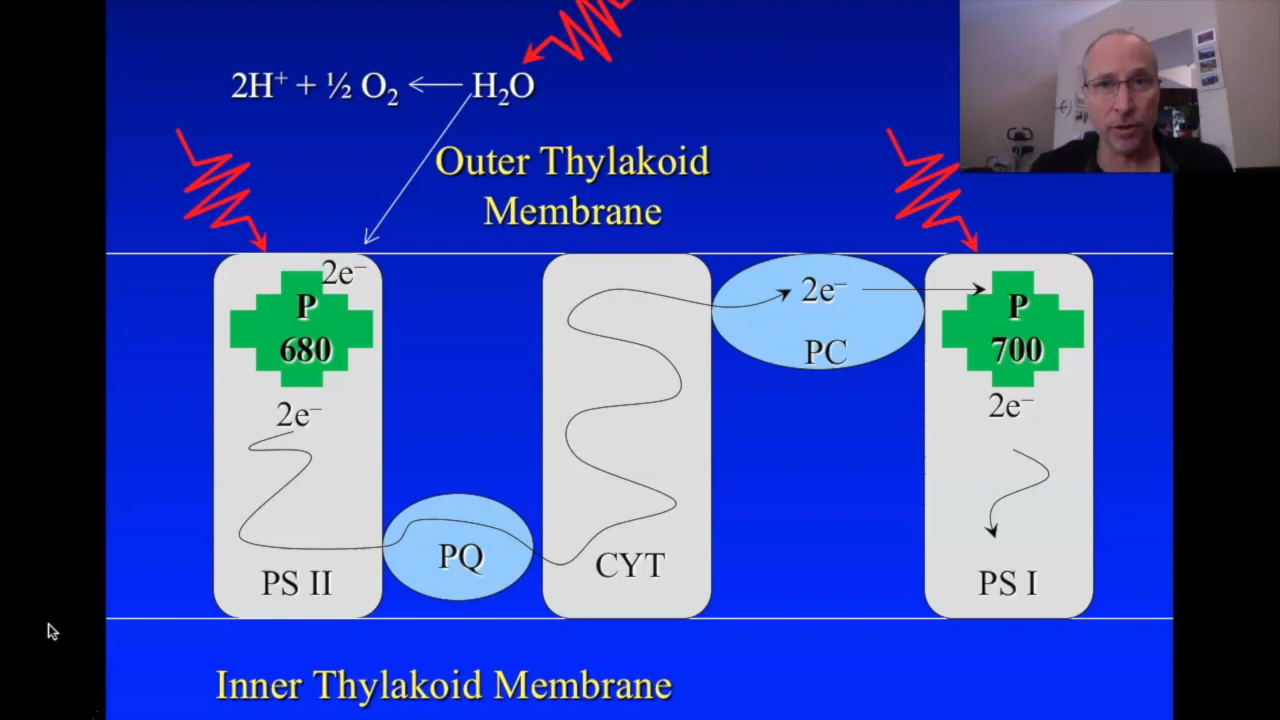 2H⁺ + ½ O₂ ← H₂O
Outer Thylakoid
Membrane
2e⁻
P
680
2e⁻
PS II
PQ
CYT
2e⁻
PC
P
700
2e⁻
PS I
Inner Thylakoid Membrane